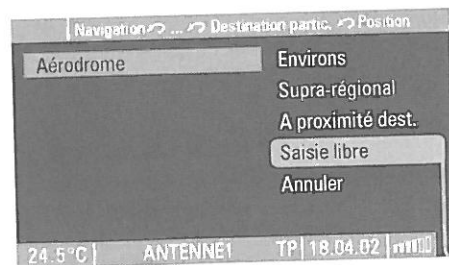 Navigation ... Destination partic. Position
Aérodrome
Environs
Supra-régional
A proximité dest.
Saisie libre
Annuler
24.5°C ANTENNE1 TP 18.04.02